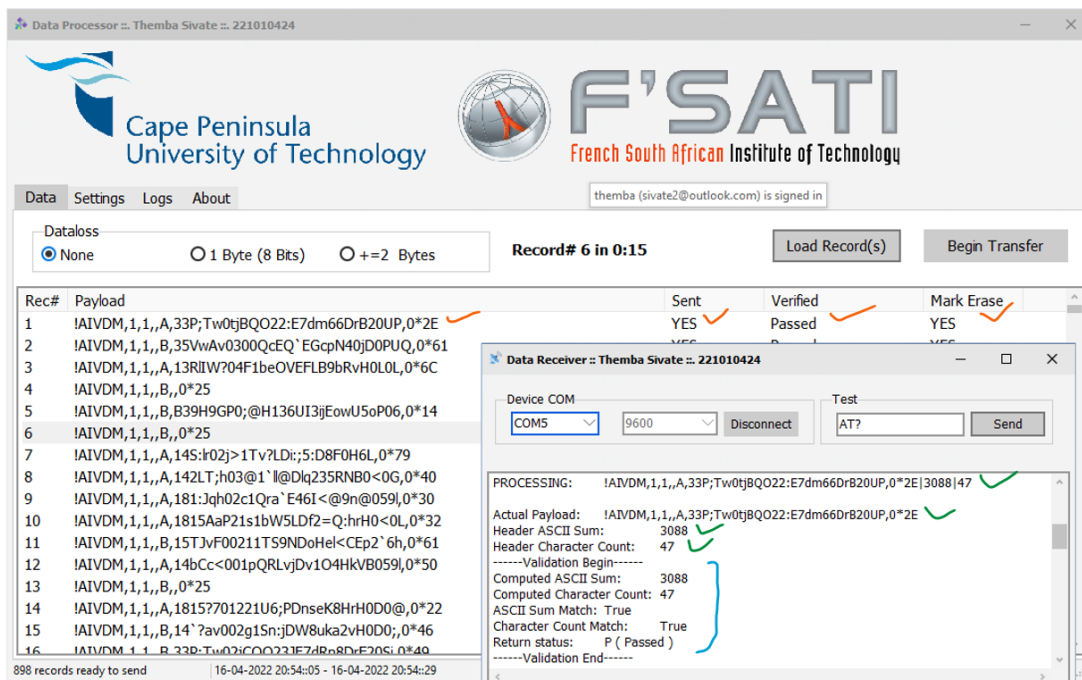 Data Processor ::. Themba Sivate ::. 221010424
Cape Peninsula
University of Technology
F'SATI
French South African Institute of Technology
themba (sivate2@outlook.com) is signed in
Data Settings Logs About
Dataloss
None 1 Byte (8 Bits) +=2 Bytes
Record# 6 in 0:15
Load Record(s) Begin Transfer
Rec# Payload Sent Verified Mark Erase
1 !AIVDM,1,1,,A,33P;Tw0tjBQO22:E7dm66DrB20UP,0*2E YES Passed YES
2 !AIVDM,1,1,,B,35VwAv0300QcEQ`EGcpN40jD0PUQ,0*61
3 !AIVDM,1,1,,A,13RlIW?04F1beOVEFLB9bRvH0L0L,0*6C
4 !AIVDM,1,1,,B,,0*25
5 !AIVDM,1,1,,B,B39H9GP0;@H136UI3ijEowU5oP06,0*14
6 !AIVDM,1,1,,B,,0*25
7 !AIVDM,1,1,,A,14S:lr02j>1Tv?LDi:;5:D8F0H6L,0*79
8 !AIVDM,1,1,,A,142LT;h03@1`ll@Dlq235RNB0<0G,0*40
9 !AIVDM,1,1,,A,181:Jqh02c1Qra`E46I<@9n@059l,0*30
10 !AIVDM,1,1,,A,1815AaP21s1bW5LDf2=Q:hrH0<0L,0*32
11 !AIVDM,1,1,,B,15TJvF00211TS9NDoHel<CEp2`6h,0*61
12 !AIVDM,1,1,,A,14bCc<001pQRLvjDv1O4HkVB059l,0*50
13 !AIVDM,1,1,,B,,0*25
14 !AIVDM,1,1,,A,1815?701221U6;PDnseK8HrH0D0@,0*22
15 !AIVDM,1,1,,B,14`?av002g1Sn:jDW8uka2vH0D0;,0*46
898 records ready to send 16-04-2022 20:54::05 - 16-04-2022 20:54::29
Data Receiver :: Themba Sivate ::. 221010424
Device COM Test
COM5 9600 Disconnect AT? Send
PROCESSING: !AIVDM,1,1,,A,33P;Tw0tjBQO22:E7dm66DrB20UP,0*2E|3088|47
Actual Payload: !AIVDM,1,1,,A,33P;Tw0tjBQO22:E7dm66DrB20UP,0*2E
Header ASCII Sum: 3088
Header Character Count: 47
------Validation Begin------
Computed ASCII Sum: 3088
Computed Character Count: 47
ASCII Sum Match: True
Character Count Match: True
Return status: P ( Passed )
------Validation End------